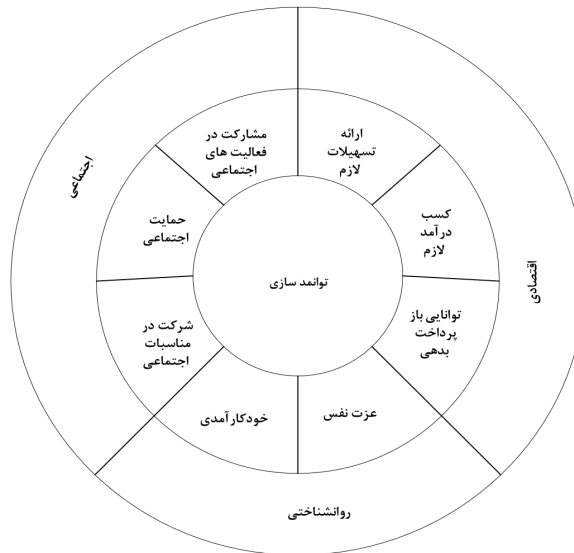 مشارکت در
فعالیت های
اجتماعی
ارائه
تسهیلات
لازم
اجتماعی
حمایت
اجتماعی
کسب
درآمد
لازم
توانمد سازی
اقتصادی
شرکت در
مناسبات
اجتماعی
توانایی باز
پرداخت
بدهی
خودکارآمدی
عزت نفس
روانشناختی